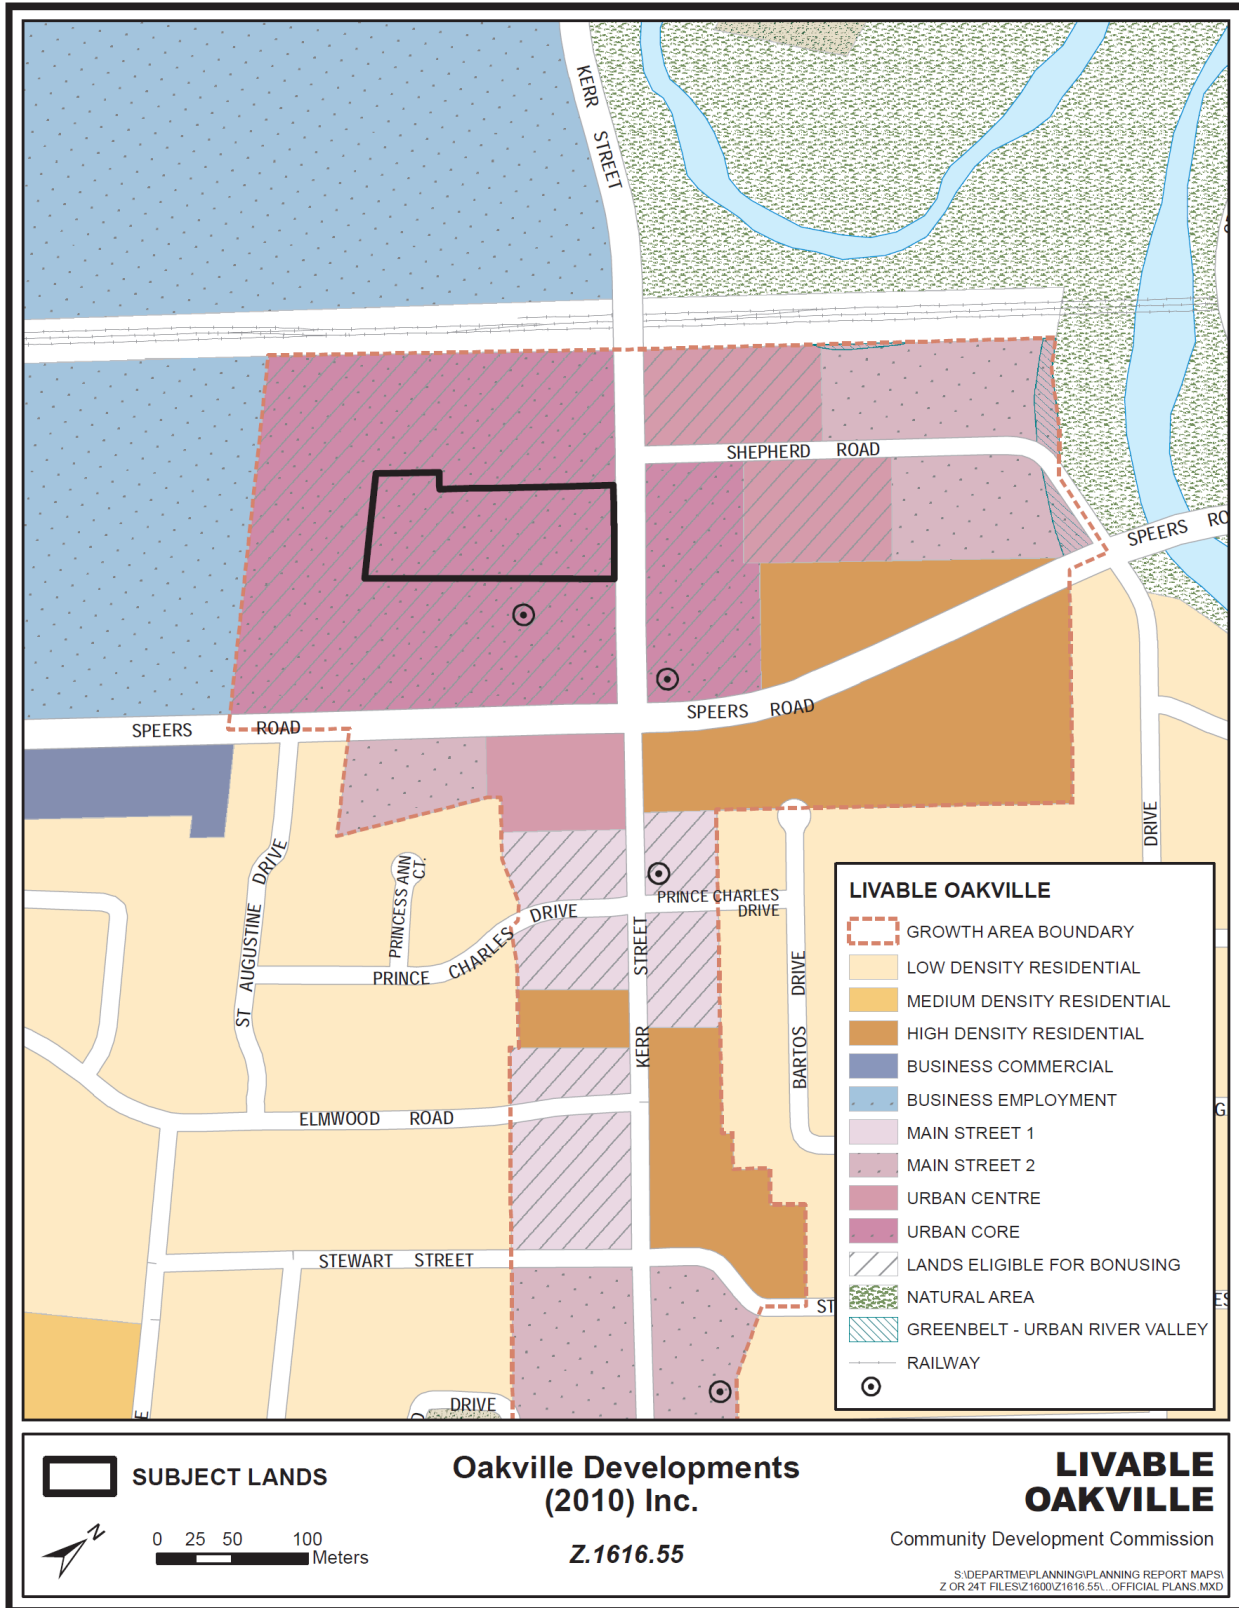 KERR STREET
SHEPHERD ROAD
SPEERS RO
SPEERS ROAD
SPEERS ROAD
DRIVE
ST AUGUSTINE DRIVE
PRINCESS ANN
CT.
PRINCE CHARLES DRIVE
PRINCE CHARLES
DRIVE
KERR STREET
BARTOS DRIVE
ELMWOOD ROAD
STEWART STREET
ST
DRIVE
LIVABLE OAKVILLE
GROWTH AREA BOUNDARY
LOW DENSITY RESIDENTIAL
MEDIUM DENSITY RESIDENTIAL
HIGH DENSITY RESIDENTIAL
BUSINESS COMMERCIAL
BUSINESS EMPLOYMENT
MAIN STREET 1
MAIN STREET 2
URBAN CENTRE
URBAN CORE
LANDS ELIGIBLE FOR BONUSING
NATURAL AREA
GREENBELT - URBAN RIVER VALLEY
RAILWAY
SUBJECT LANDS
N
0 25 50 100
Meters
Oakville Developments
(2010) Inc.
Z.1616.55
LIVABLE
OAKVILLE
Community Development Commission
S:\DEPARTME\PLANNING\PLANNING REPORT MAPS\
Z OR 24T FILES\Z1600\Z1616.55\...OFFICIAL PLANS.MXD